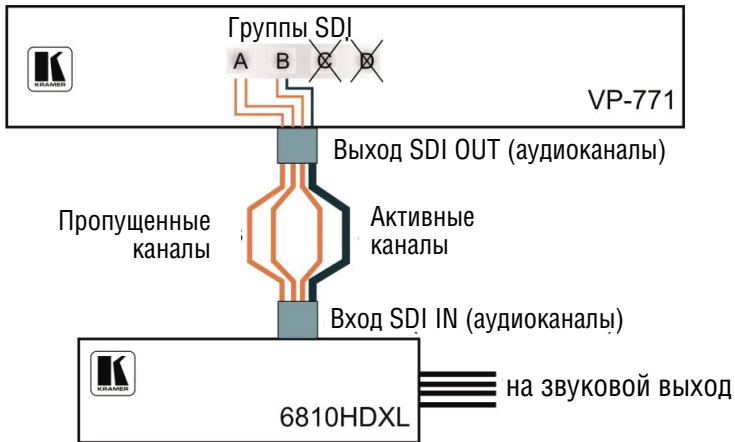 Группы SDI
A B C D
KRAMER
VP-771
Выход SDI OUT (аудиоканалы)
Пропущенные
каналы
Активные
каналы
Вход SDI IN (аудиоканалы)
KRAMER
на звуковой выход
6810HDXL